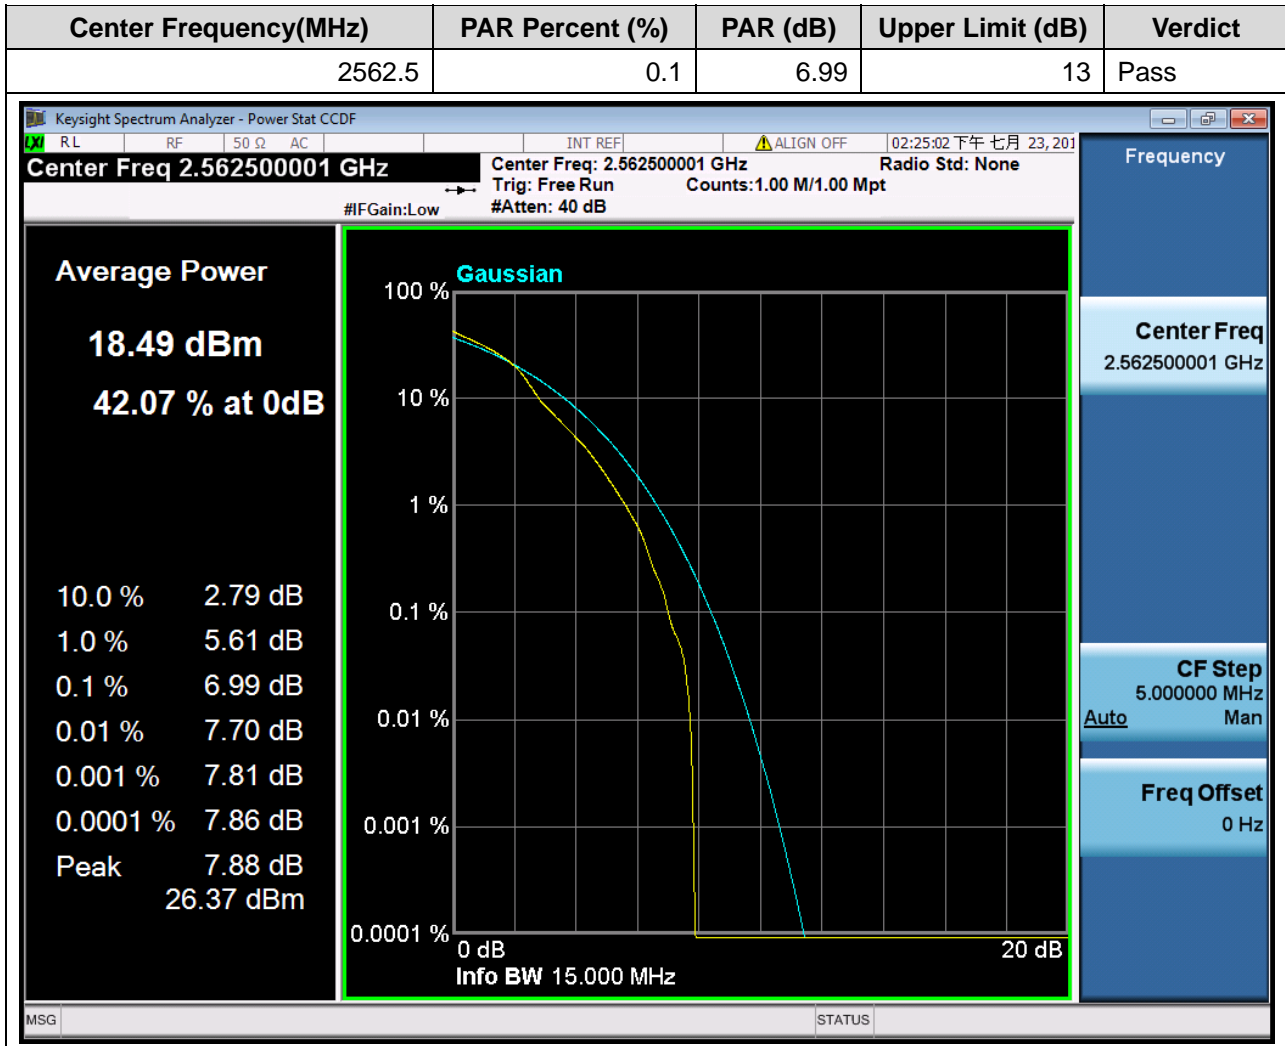 Center Frequency(MHz) PAR Percent (%) PAR (dB) Upper Limit (dB) Verdict
2562.5 0.1 6.99 13 Pass
Keysight Spectrum Analyzer - Power Stat CCDF
LXI RL RF 50 Ω AC INT REF ALIGN OFF 02:25:02 下午 七月 23, 201
Center Freq 2.562500001 GHz
Center Freq: 2.562500001 GHz Radio Std: None
Trig: Free Run Counts:1.00 M/1.00 Mpt
#IFGain:Low #Atten: 40 dB
Frequency
Average Power
18.49 dBm
42.07 % at 0dB
10.0 % 2.79 dB
1.0 % 5.61 dB
0.1 % 6.99 dB
0.01 % 7.70 dB
0.001 % 7.81 dB
0.0001 % 7.86 dB
Peak 7.88 dB
26.37 dBm
Gaussian
100 %
10 %
1 %
0.1 %
0.01 %
0.001 %
0.0001 %
0 dB 20 dB
Info BW 15.000 MHz
Center Freq
2.562500001 GHz
CF Step
5.000000 MHz
Auto Man
Freq Offset
0 Hz
MSG STATUS